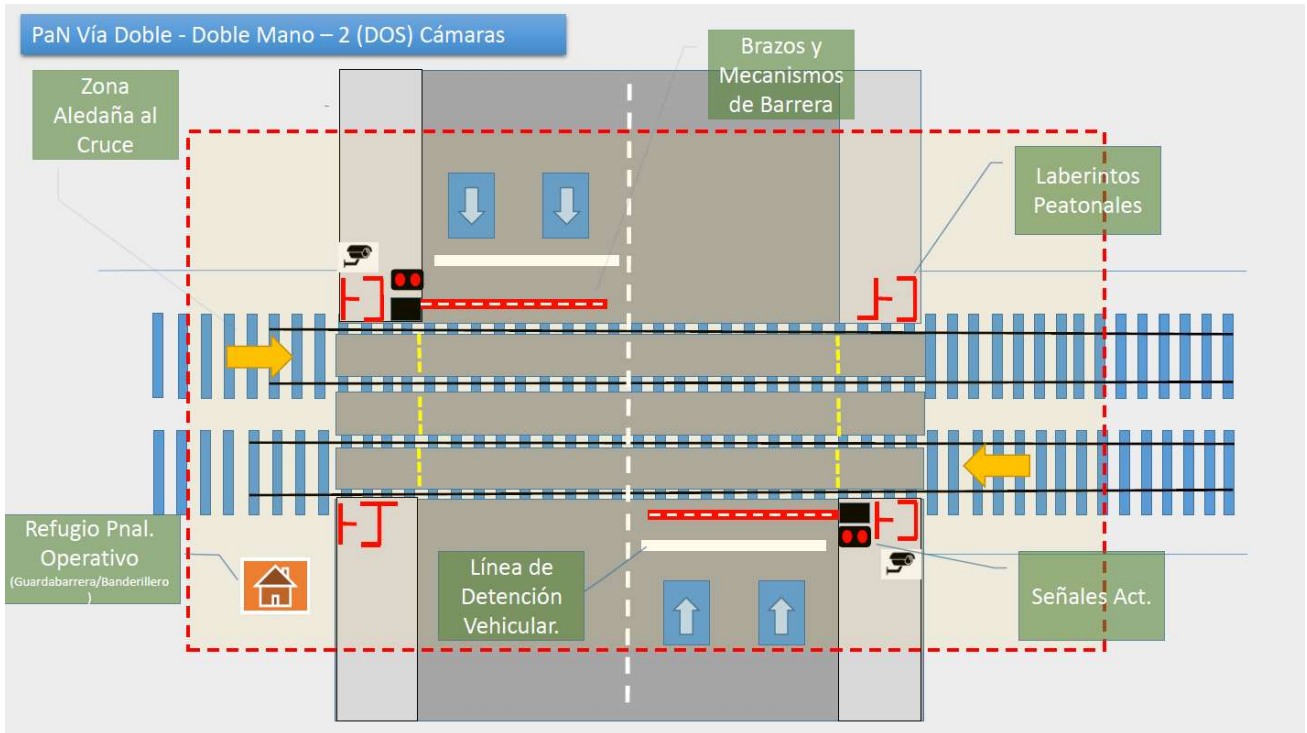 PaN Vía Doble - Doble Mano – 2 (DOS) Cámaras
Zona
Aledaña al
Cruce
Brazos y
Mecanismos
de Barrera
Laberintos
Peatonales
Refugio Pnal.
Operativo
(Guardabarrera/Banderillero
)
Línea de
Detención
Vehicular.
Señales Act.